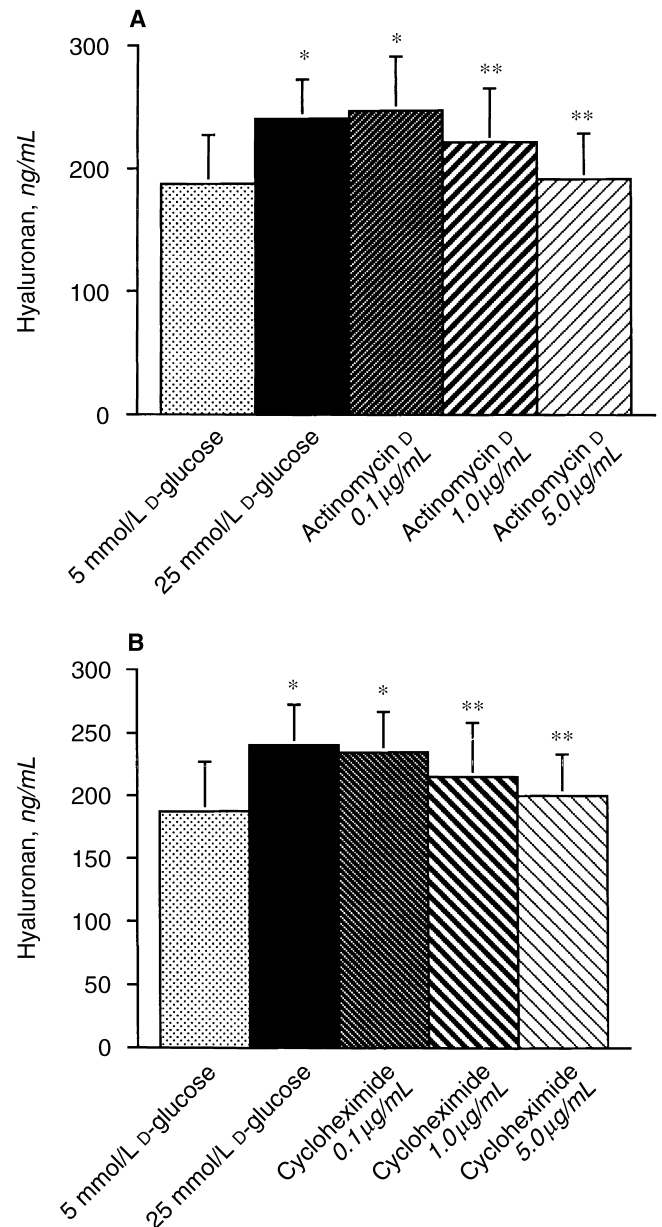 A
300
200
100
0
Hyaluronan, ng/mL
*
*
**
**
5 mmol/L D-glucose
25 mmol/L D-glucose
Actinomycin D
0.1 μg/mL
Actinomycin D
1.0 μg/mL
Actinomycin D
5.0 μg/mL
B
300
250
200
150
100
50
0
Hyaluronan, ng/mL
*
*
**
**
5 mmol/L D-glucose
25 mmol/L D-glucose
Cycloheximide
0.1 μg/mL
Cycloheximide
1.0 μg/mL
Cycloheximide
5.0 μg/mL